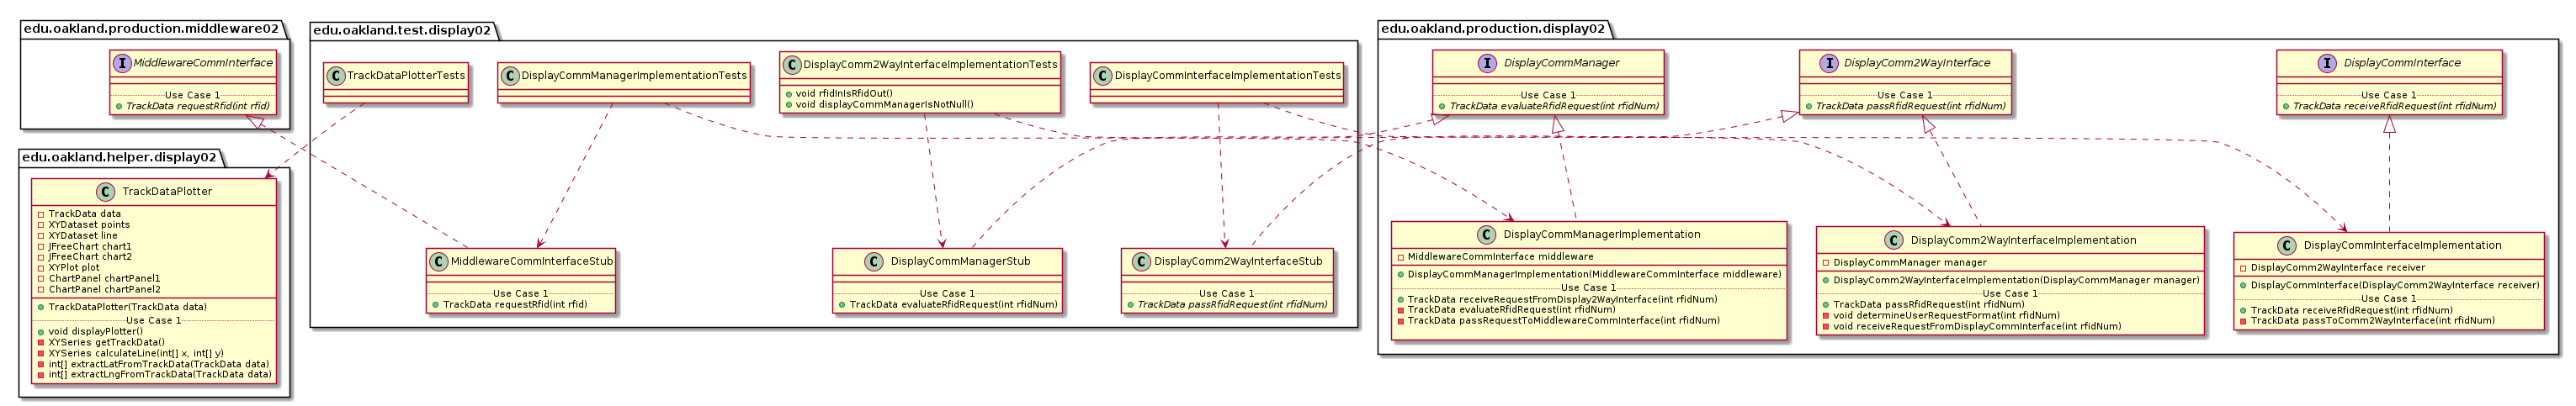 edu.oakland.production.middleware02
I MiddlewareCommInterface
Use Case 1
TrackData requestRfid(int rfid)
edu.oakland.helper.display02
C TrackDataPlotter
TrackData data
XYDataset points
XYDataset line
JFreeChart chart1
JFreeChart chart2
XYPlot plot
ChartPanel chartPanel1
ChartPanel chartPanel2
TrackDataPlotter(TrackData data)
Use Case 1
void displayPlotter()
XYSeries getTrackData()
XYSeries calculateLine(int[] x, int[] y)
int[] extractLatFromTrackData(TrackData data)
int[] extractLngFromTrackData(TrackData data)
edu.oakland.test.display02
C TrackDataPlotterTests
C DisplayCommManagerImplementationTests
C DisplayComm2WayInterfaceImplementationTests
void rfidInIsRfidOut()
void displayCommManagerIsNotNull()
C DisplayCommInterfaceImplementationTests
C MiddlewareCommInterfaceStub
Use Case 1
TrackData requestRfid(int rfid)
C DisplayCommManagerStub
Use Case 1
TrackData evaluateRfidRequest(int rfidNum)
C DisplayComm2WayInterfaceStub
Use Case 1
TrackData passRfidRequest(int rfidNum)
edu.oakland.production.display02
I DisplayCommManager
Use Case 1
TrackData evaluateRfidRequest(int rfidNum)
I DisplayComm2WayInterface
Use Case 1
TrackData passRfidRequest(int rfidNum)
I DisplayCommInterface
Use Case 1
TrackData receiveRfidRequest(int rfidNum)
C DisplayCommManagerImplementation
MiddlewareCommInterface middleware
DisplayCommManagerImplementation(MiddlewareCommInterface middleware)
Use Case 1
TrackData receiveRequestFromDisplay2WayInterface(int rfidNum)
TrackData evaluateRfidRequest(int rfidNum)
TrackData passRequestToMiddlewareCommInterface(int rfidNum)
C DisplayComm2WayInterfaceImplementation
DisplayCommManager manager
DisplayComm2WayInterfaceImplementation(DisplayCommManager manager)
Use Case 1
TrackData passRfidRequest(int rfidNum)
void determineUserRequestFormat(int rfidNum)
void receiveRequestFromDisplayCommInterface(int rfidNum)
C DisplayCommInterfaceImplementation
DisplayComm2WayInterface receiver
DisplayCommInterface(DisplayComm2WayInterface receiver)
Use Case 1
TrackData receiveRfidRequest(int rfidNum)
TrackData passToComm2WayInterface(int rfidNum)